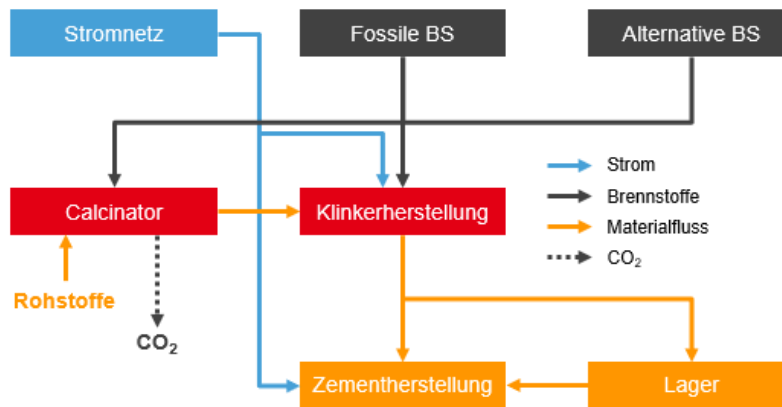 Stromnetz
Fossile BS
Alternative BS
Strom
Brennstoffe
Materialfluss
CO₂
Calcinator
Klinkerherstellung
Rohstoffe
CO₂
Zementherstellung
Lager